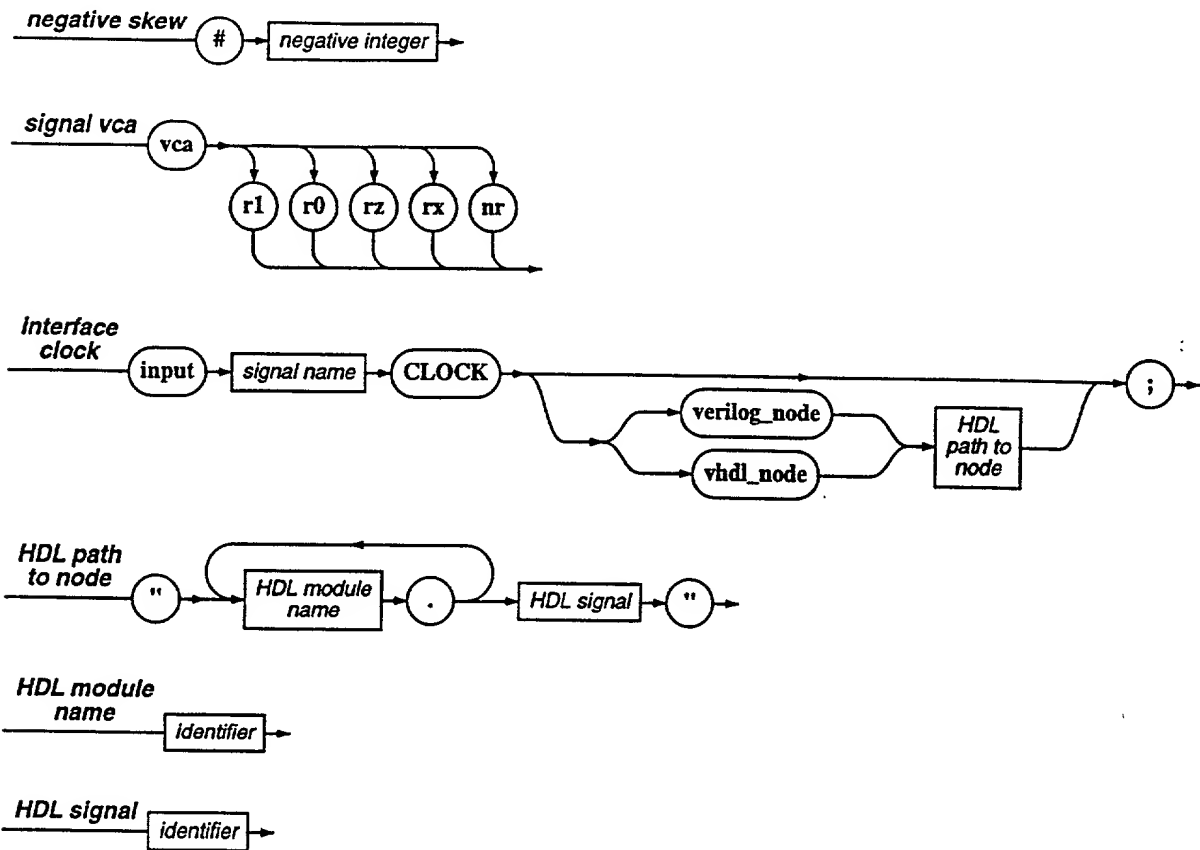 negative skew
#
negative integer
signal vca
vca
r1 r0 rz rx nr
interface
clock
input
signal name
CLOCK
verilog_node
vhdl_node
HDL
path to
node
;
HDL path
to node
"
HDL module
name
.
HDL signal
"
HDL module
name
identifier
HDL signal
identifier